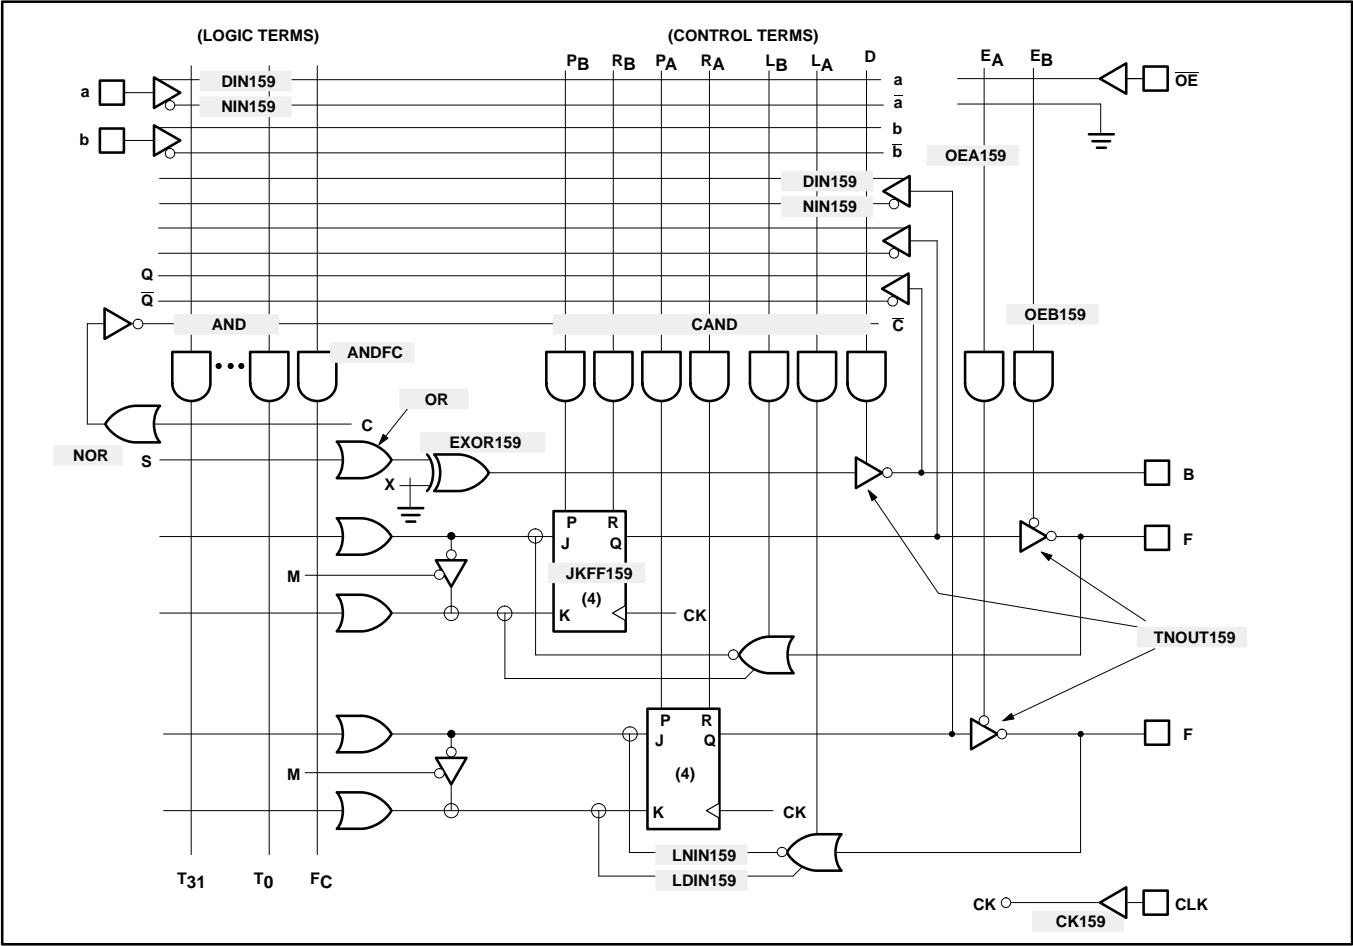 (LOGIC TERMS) (CONTROL TERMS)
PB RB PA RA LB LA D EA EB
a DIN159 a OE
NIN159 a
b b
b
OEA159
DIN159
NIN159
Q
Q
OEB159
AND CAND C
ANDFC
OR
C
NOR S EXOR159
X B
P R
J Q F
M JKFF159
(4)
K CK
TNOUT159
P R
J Q F
M (4)
K CK
LNIN159
LDIN159
T31 T0 FC
CK CLK
CK159